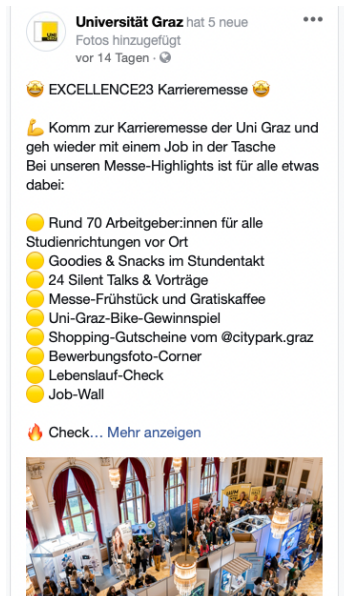 UNI
GRAZ
Universität Graz hat 5 neue
Fotos hinzugefügt
vor 14 Tagen ·
🤩 EXCELLENCE23 Karrieremesse 🤩
💪 Komm zur Karrieremesse der Uni Graz und
geh wieder mit einem Job in der Tasche
Bei unseren Messe-Highlights ist für alle etwas
dabei:
🟡 Rund 70 Arbeitgeber:innen für alle
Studienrichtungen vor Ort
🟡 Goodies & Snacks im Stundentakt
🟡 24 Silent Talks & Vorträge
🟡 Messe-Frühstück und Gratiskaffee
🟡 Uni-Graz-Bike-Gewinnspiel
🟡 Shopping-Gutscheine vom @citypark.graz
🟡 Bewerbungsfoto-Corner
🟡 Lebenslauf-Check
🟡 Job-Wall
🔥 Check... Mehr anzeigen